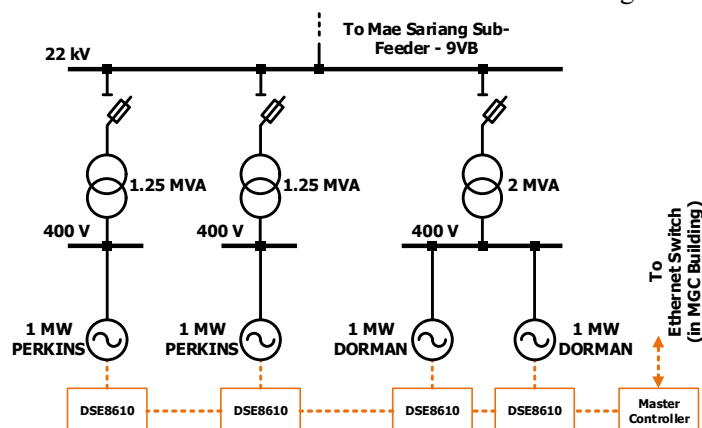 To Mae Sariang Sub-
Feeder - 9VB
22 kV
1.25 MVA
1.25 MVA
2 MVA
400 V
400 V
400 V
To
Ethernet Switch
(in MGC Building)
1 MW
PERKINS
1 MW
PERKINS
1 MW
DORMAN
1 MW
DORMAN
DSE8610
DSE8610
DSE8610
DSE8610
Master
Controller